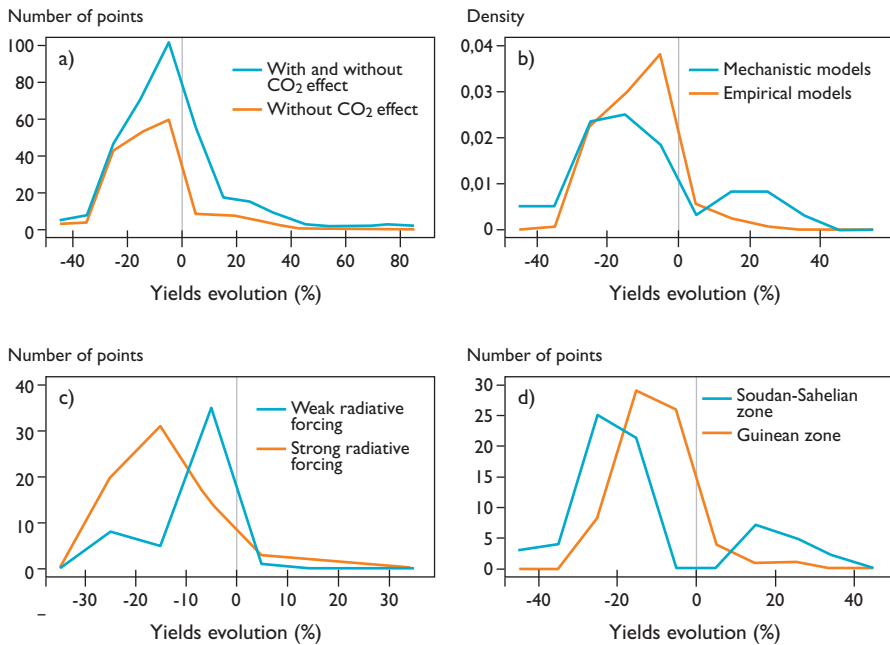 Number of points
100
80
60
40
20
0
a)
With and without
CO₂ effect
Without CO₂ effect
-40 -20 0 20 40 60 80
Yields evolution (%)
Density
0,04
0,03
0,02
0,01
0
b)
Mechistic models
Empirical models
-40 -20 0 20 40
Yields evolution (%)
Number of points
40
30
20
10
0
c)
Weak radiative
forcing
Strong radiative
forcing
-30 -20 -10 0 10 20 30
–
Yields evolution (%)
Number of points
30
25
20
15
10
5
0
d)
Soudan-Sahelian
zone
Guinean zone
-40 -20 0 20 40
Yields evolution (%)